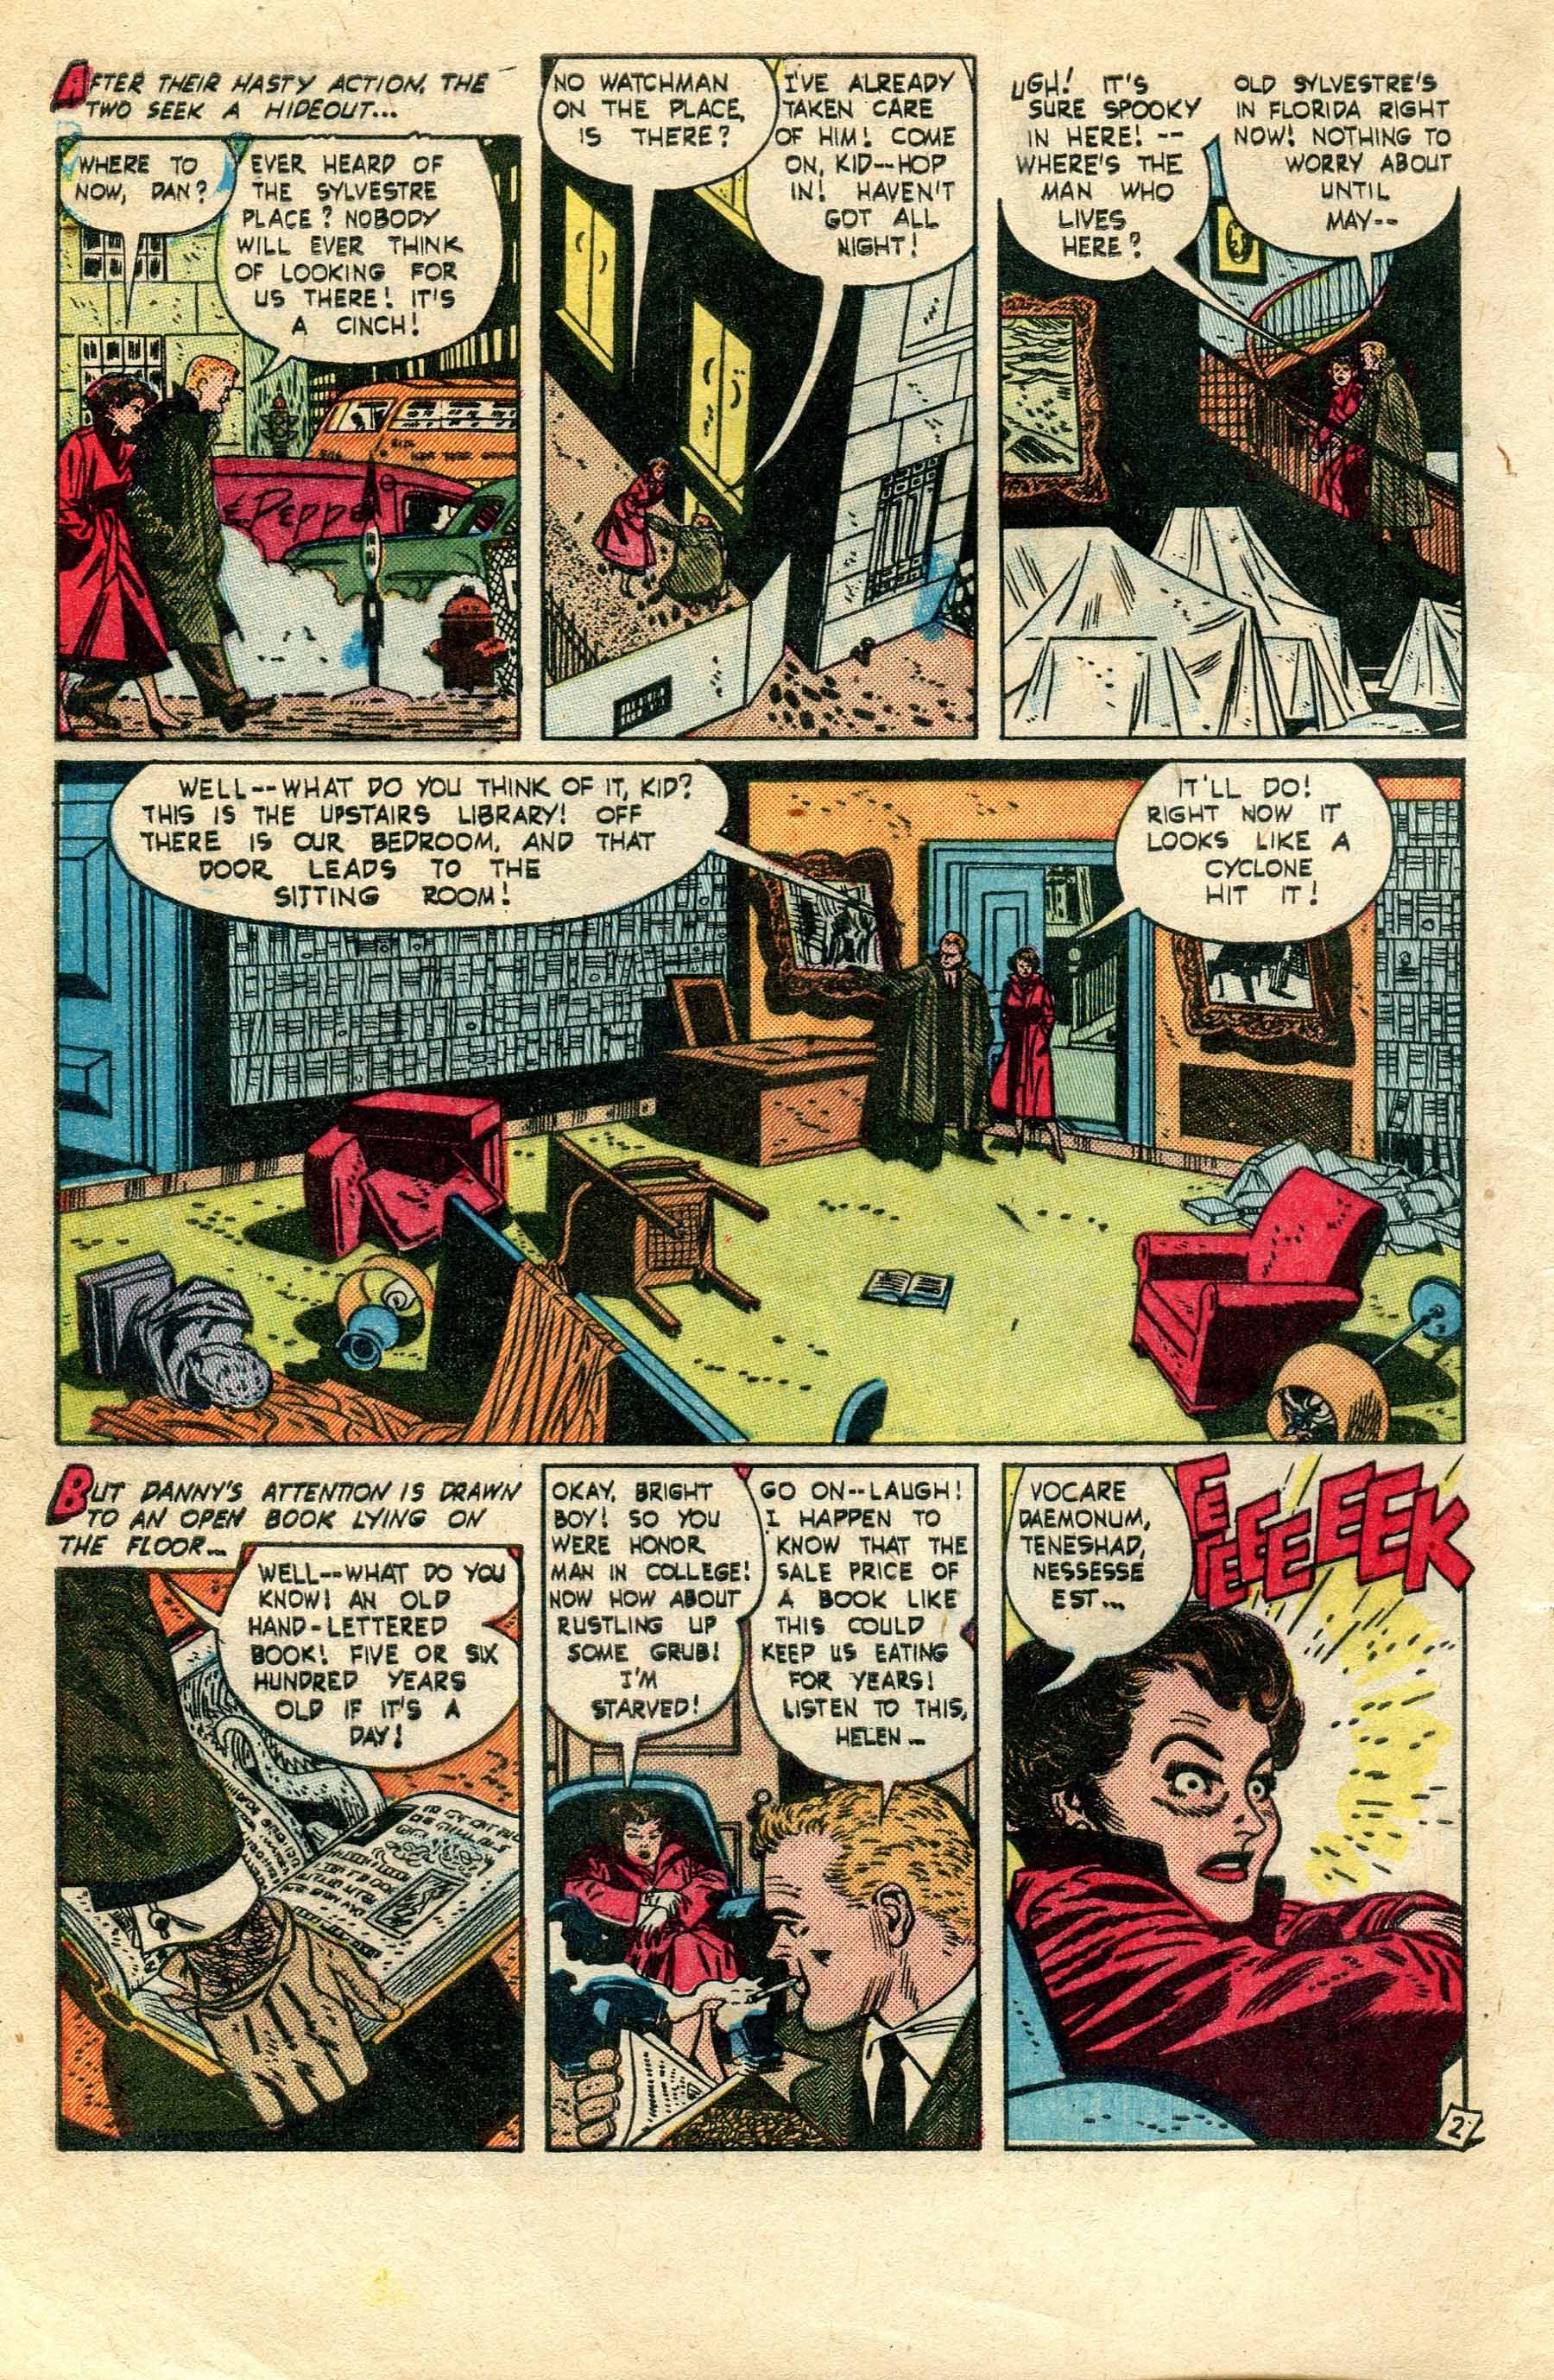 AFTER THEIR HASTY ACTION, THE
TWO SEEK A HIDEOUT...
WHERE TO
NOW, DAN?
EVER HEARD OF
THE SYLVESTRE
PLACE? NOBODY
WILL EVER THINK
OF LOOKING FOR
US THERE! IT'S
A CINCH!
& PEPPE
NO WATCHMAN
ON THE PLACE,
IS THERE?
I'VE ALREADY
TAKEN CARE
OF HIM! COME
ON, KID--HOP
IN! HAVEN'T
GOT ALL
NIGHT!
UGH! IT'S
SURE SPOOKY
IN HERE!--
WHERE'S THE
MAN WHO
LIVES
HERE?
OLD SYLVESTRE'S
IN FLORIDA RIGHT
NOW! NOTHING TO
WORRY ABOUT
UNTIL
MAY--
WELL--WHAT DO YOU THINK OF IT, KID?
THIS IS THE UPSTAIRS LIBRARY! OFF
THERE IS OUR BEDROOM, AND THAT
DOOR LEADS TO THE
SITTING ROOM!
IT'LL DO!
RIGHT NOW IT
LOOKS LIKE A
CYCLONE
HIT IT!
BUT DANNY'S ATTENTION IS DRAWN
TO AN OPEN BOOK LYING ON
THE FLOOR...
WELL--WHAT DO YOU
KNOW! AN OLD
HAND-LETTERED
BOOK! FIVE OR SIX
HUNDRED YEARS
OLD IF IT'S A
DAY!
OKAY, BRIGHT
BOY! SO YOU
WERE HONOR
MAN IN COLLEGE!
NOW HOW ABOUT
RUSTLING UP
SOME GRUB!
I'M
STARVED!
GO ON--LAUGH!
I HAPPEN TO
KNOW THAT THE
SALE PRICE OF
A BOOK LIKE
THIS COULD
KEEP US EATING
FOR YEARS!
LISTEN TO THIS,
HELEN...
VOCARE
DAEMONUM,
TENESHAD,
NESSESSE
EST...
EEEEEEEEK
2